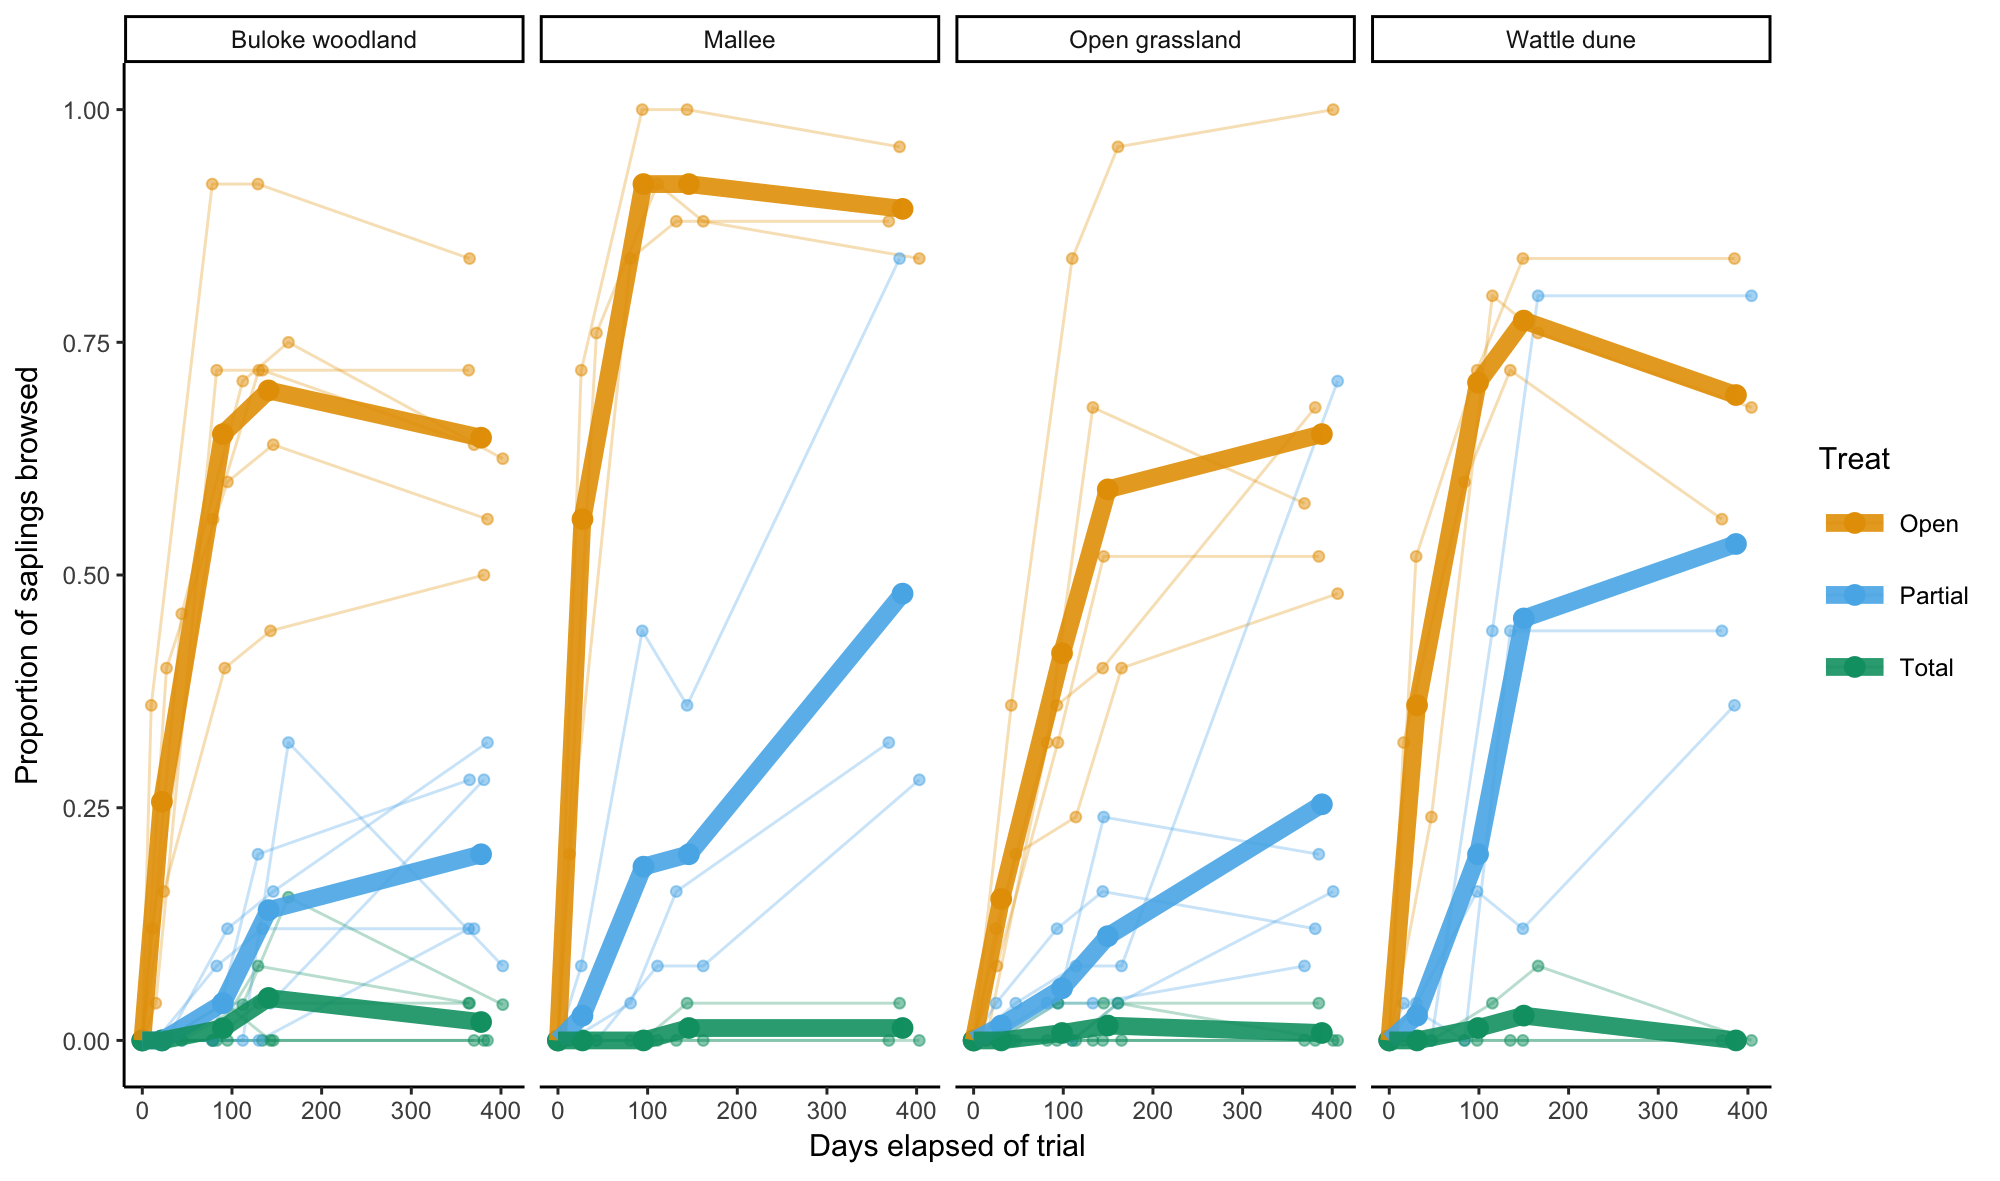 Buloke woodland
Mallee
Open grassland
Wattle dune
Proportion of saplings browsed
1.00
0.75
0.50
0.25
0.00
0 100 200 300 400
0 100 200 300 400
0 100 200 300 400
0 100 200 300 400
Days elapsed of trial
Treat
Open
Partial
Total